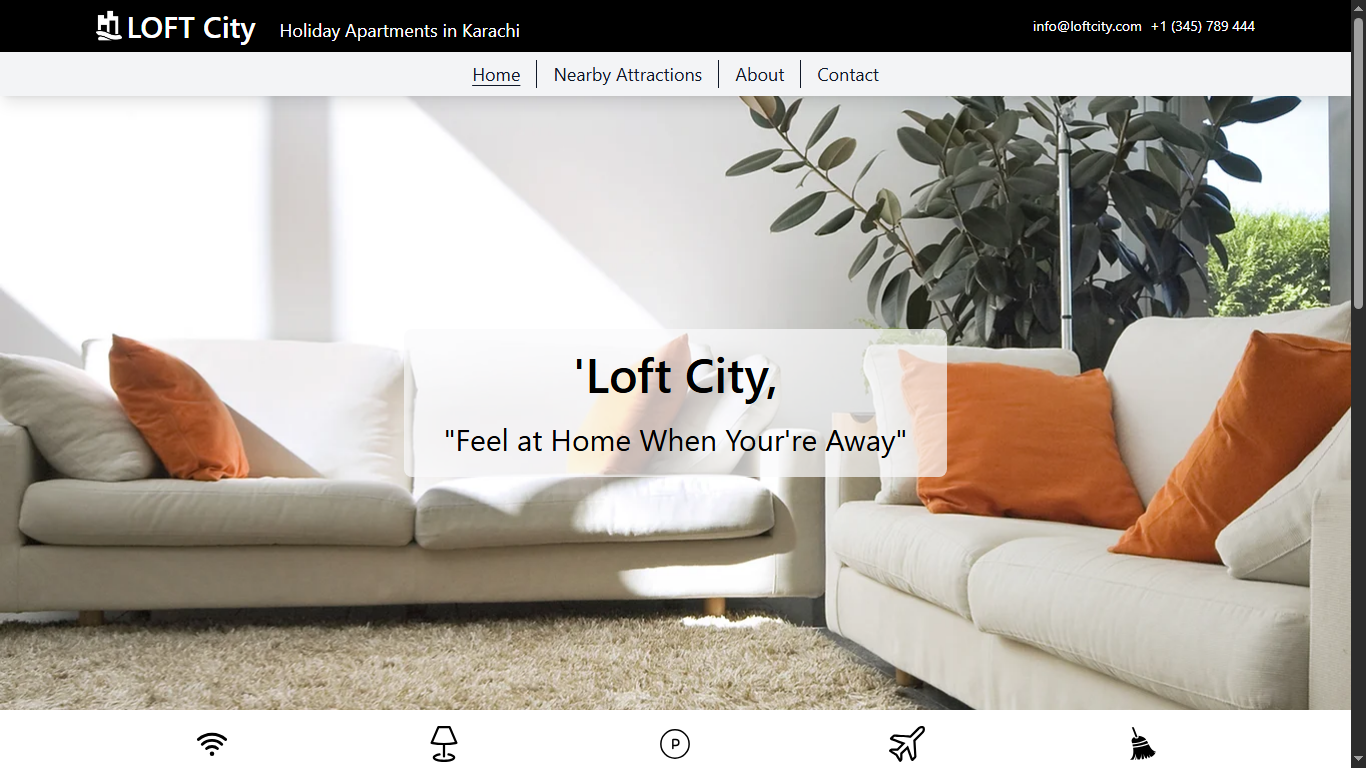 LOFT City
Holiday Apartments in Karachi
info@loftcity.com +1 (345) 789 444
Home
Nearby Attractions
About
Contact
'Loft City,
"Feel at Home When Your're Away"
P